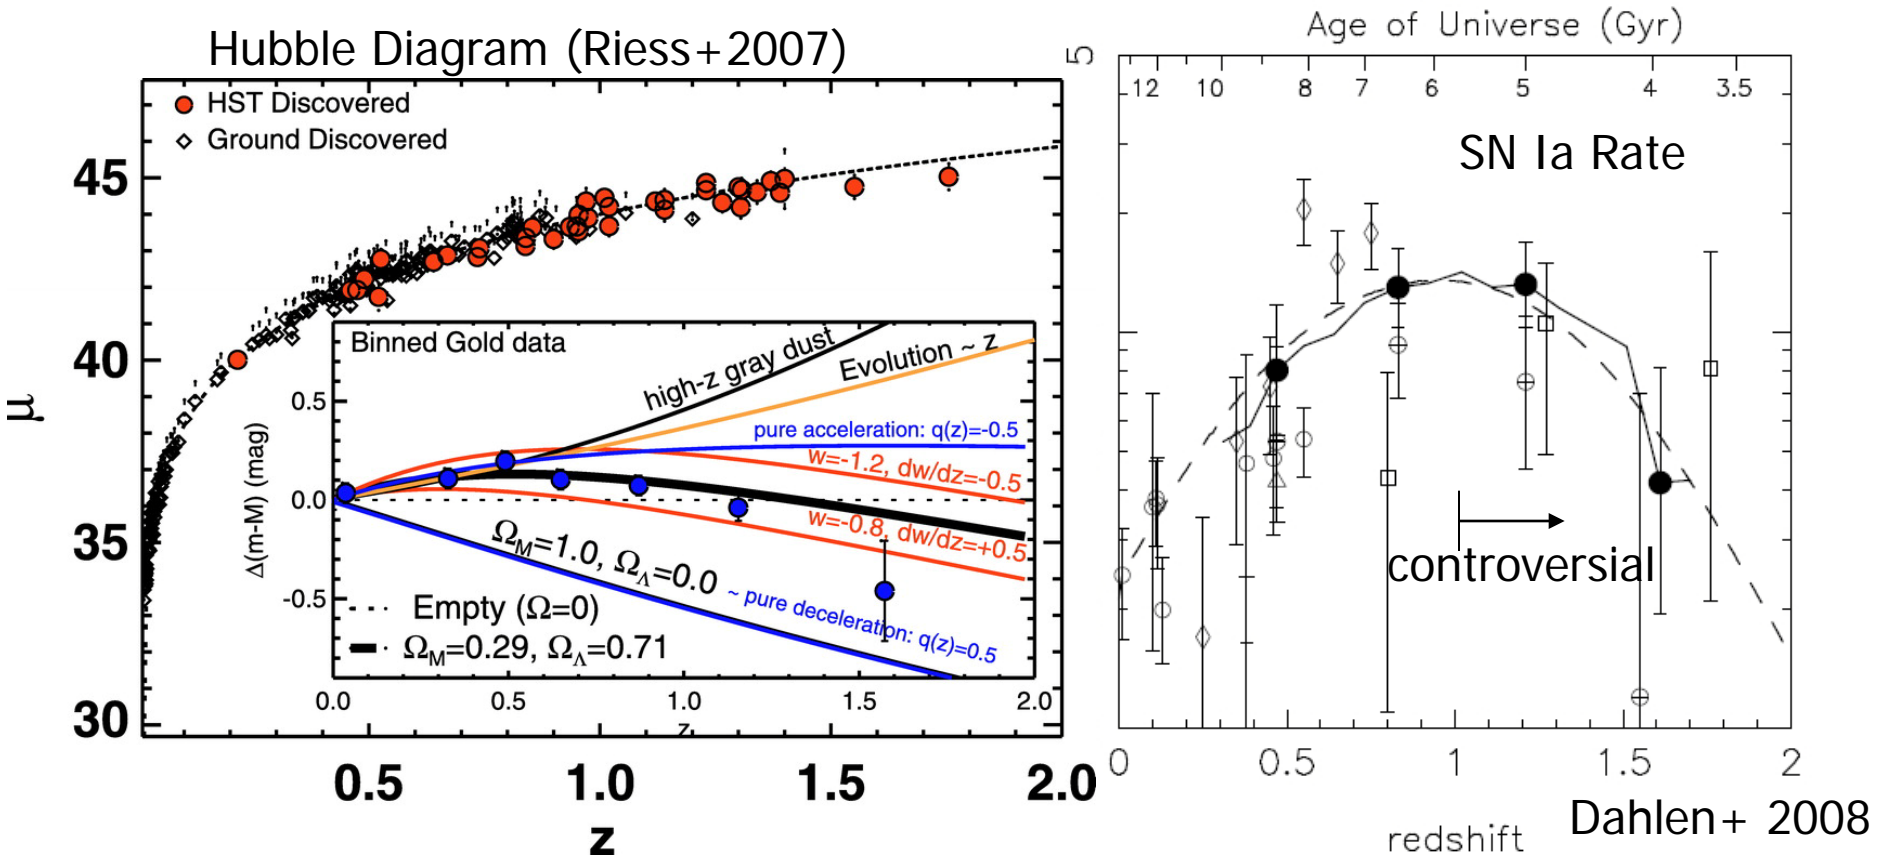 Hubble Diagram (Riess+2007)
HST Discovered
Ground Discovered
45
40
35
30
μ
0.5
1.0
1.5
2.0
z
Binned Gold data
high-z gray dust
Evolution ~ z
pure acceleration: q(z)=-0.5
w=-1.2, dw/dz=-0.5
w=-0.8, dw/dz=+0.5
Ω_M=1.0, Ω_Λ=0.0
~ pure deceleration: q(z)=0.5
Empty (Ω=0)
Ω_M=0.29, Ω_Λ=0.71
Δ(m-M) (mag)
0.5
0.0
-0.5
0.0
0.5
1.0
1.5
2.0
z
Age of Universe (Gyr)
5
12
10
8
7
6
5
4
3.5
SN Ia Rate
controversial
0
0.5
1
1.5
2
redshift
Dahlen+ 2008